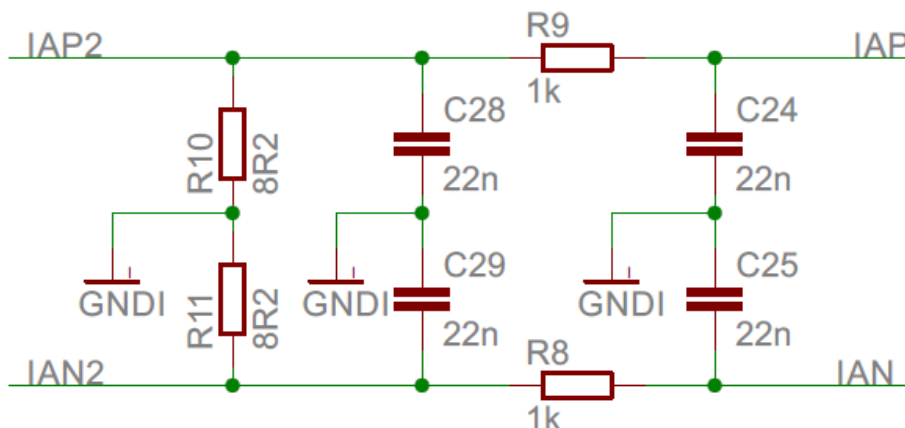 IAP2
R9
IAP
1k
R10
8R2
C28
22n
C24
22n
GNDI
GNDI
GNDI
R11
8R2
C29
22n
C25
22n
IAN2
R8
IAN
1k